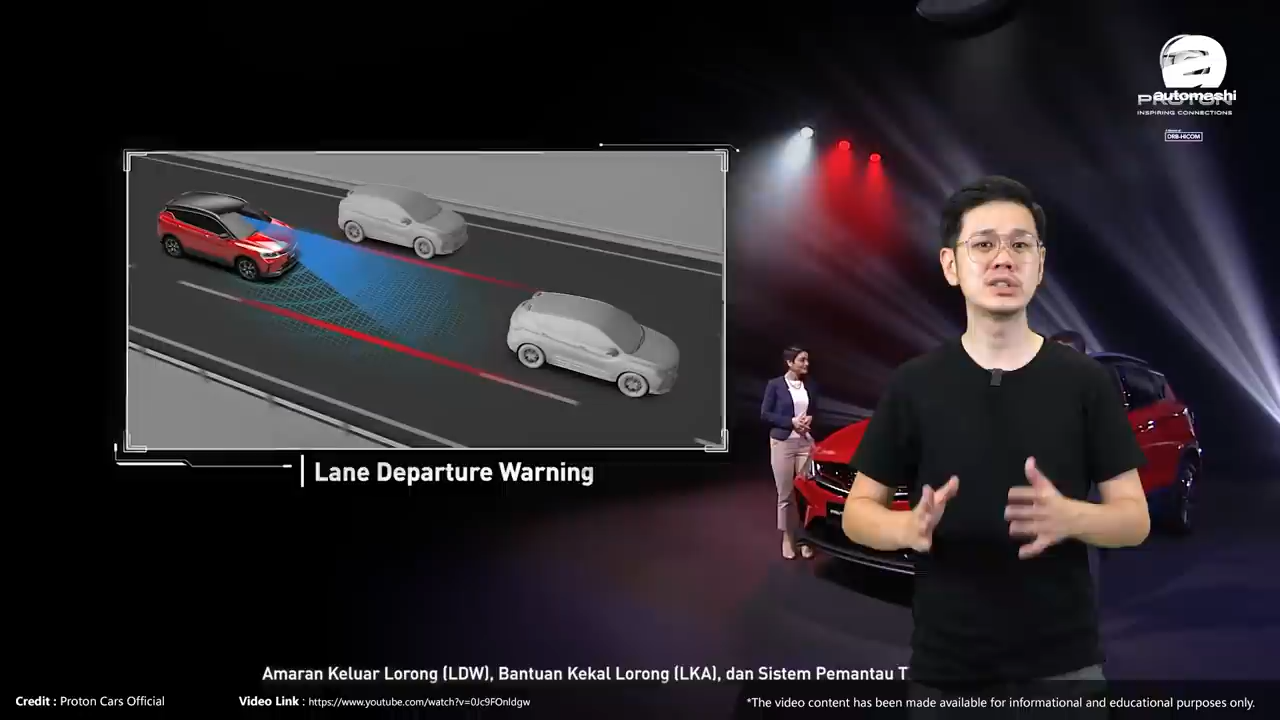 automashi
PROTON
INSPIRING CONNECTIONS
DRB-HICOM
Lane Departure Warning
Amaran Keluar Lorong (LDW), Bantuan Kekal Lorong (LKA), dan Sistem Pemantau T
Credit : Proton Cars Official
Video Link : https://www.youtube.com/watch?v=0Jc9FOnldgw
*The video content has been made available for informational and educational purposes only.